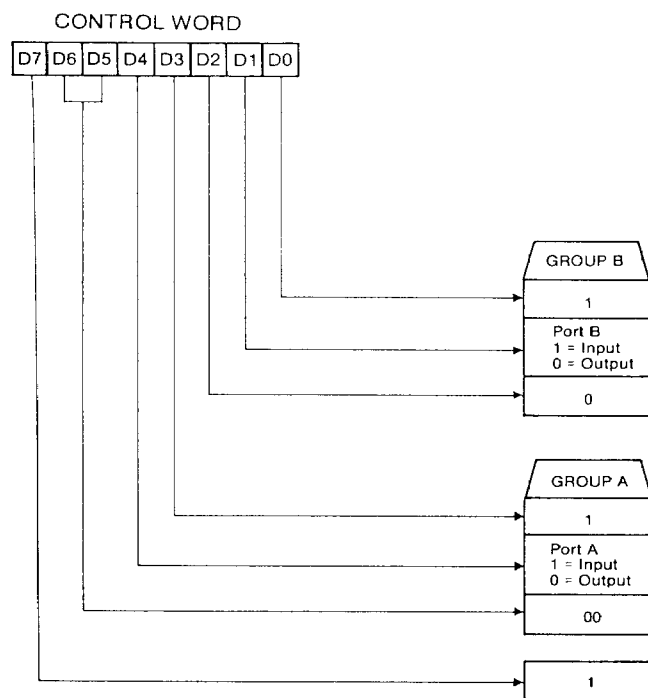 CONTROL WORD
D7 D6 D5 D4 D3 D2 D1 D0
GROUP B
1
Port B
1 = Input
0 = Output
0
GROUP A
1
Port A
1 = Input
0 = Output
00
1